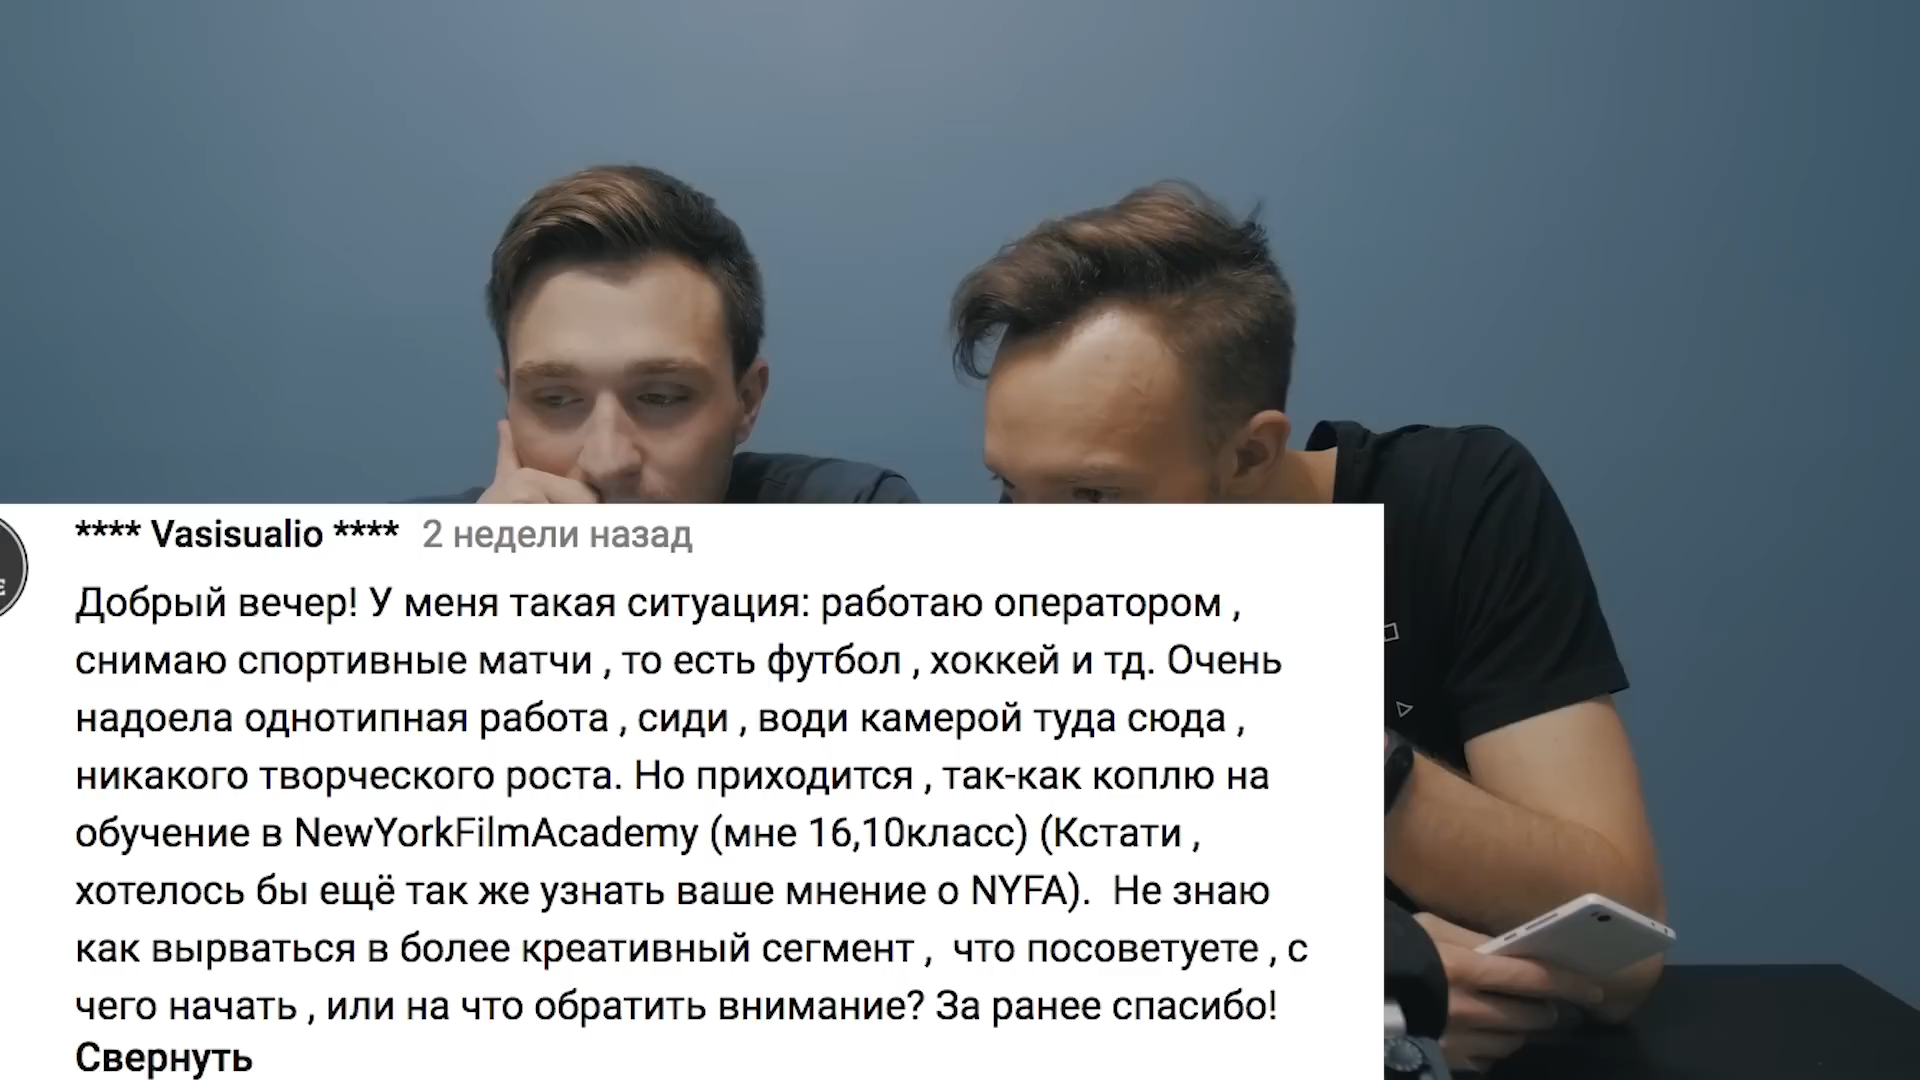 **** Vasisualio **** 2 недели назад
Добрый вечер! У меня такая ситуация: работаю оператором ,
снимаю спортивные матчи , то есть футбол , хоккей и тд. Очень
надоела однотипная работа , сиди , води камерой туда сюда ,
никакого творческого роста. Но приходится , так-как коплю на
обучение в NewYorkFilmAcademy (мне 16,10класс) (Кстати ,
хотелось бы ещё так же узнать ваше мнение о NYFA).  Не знаю
как вырваться в более креативный сегмент ,  что посоветуете , с
чего начать , или на что обратить внимание? За ранее спасибо!
Свернуть